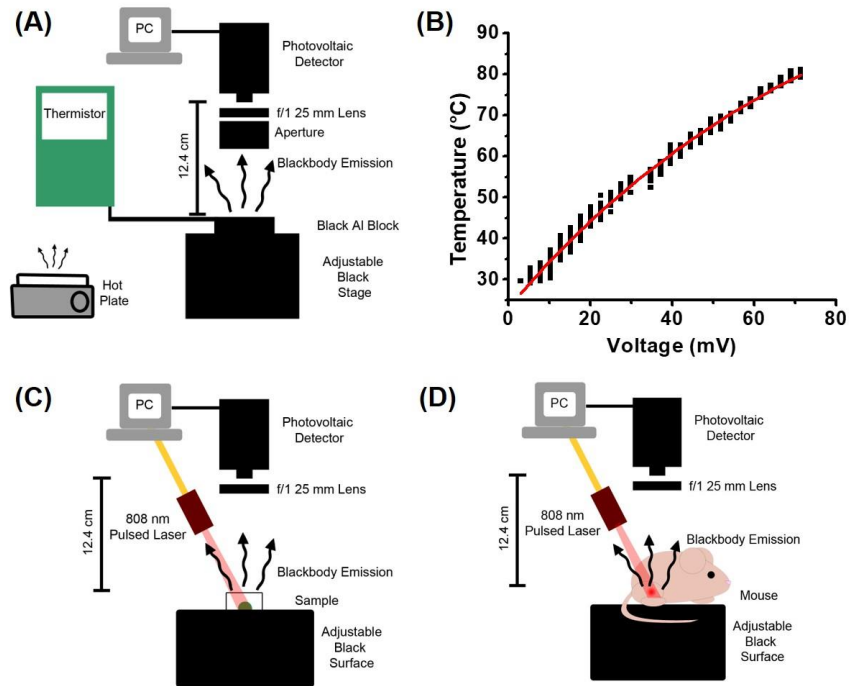 (A)
PC
Photovoltaic
Detector
Thermistor
12.4 cm
f/1 25 mm Lens
Aperture
Blackbody Emission
Black Al Block
Adjustable
Black
Stage
Hot
Plate
(B)
Temperature (°C)
90
80
70
60
50
40
30
0
20
40
60
80
Voltage (mV)
(C)
PC
Photovoltaic
Detector
f/1 25 mm Lens
12.4 cm
808 nm
Pulsed Laser
Blackbody Emission
Sample
Adjustable
Black
Surface
(D)
PC
Photovoltaic
Detector
f/1 25 mm Lens
12.4 cm
808 nm
Pulsed Laser
Blackbody Emission
Mouse
Adjustable
Black
Surface